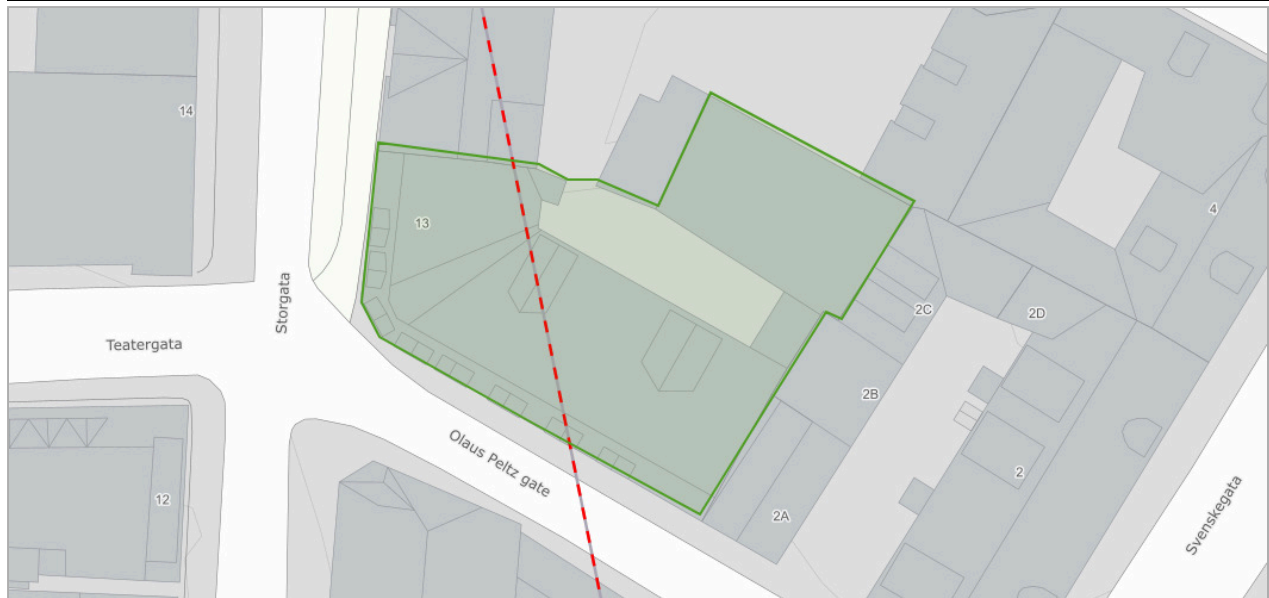 14
4
13
Storgata
2C
2D
Teatergata
2B
Olaus Peltz gate
2
12
2A
Svenskegata